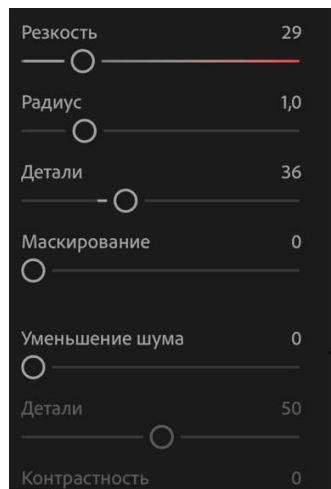 Резкость 29
Радиус 1,0
Детали 36
Маскирование 0
Уменьшение шума 0
Детали 50
Контрастность 0